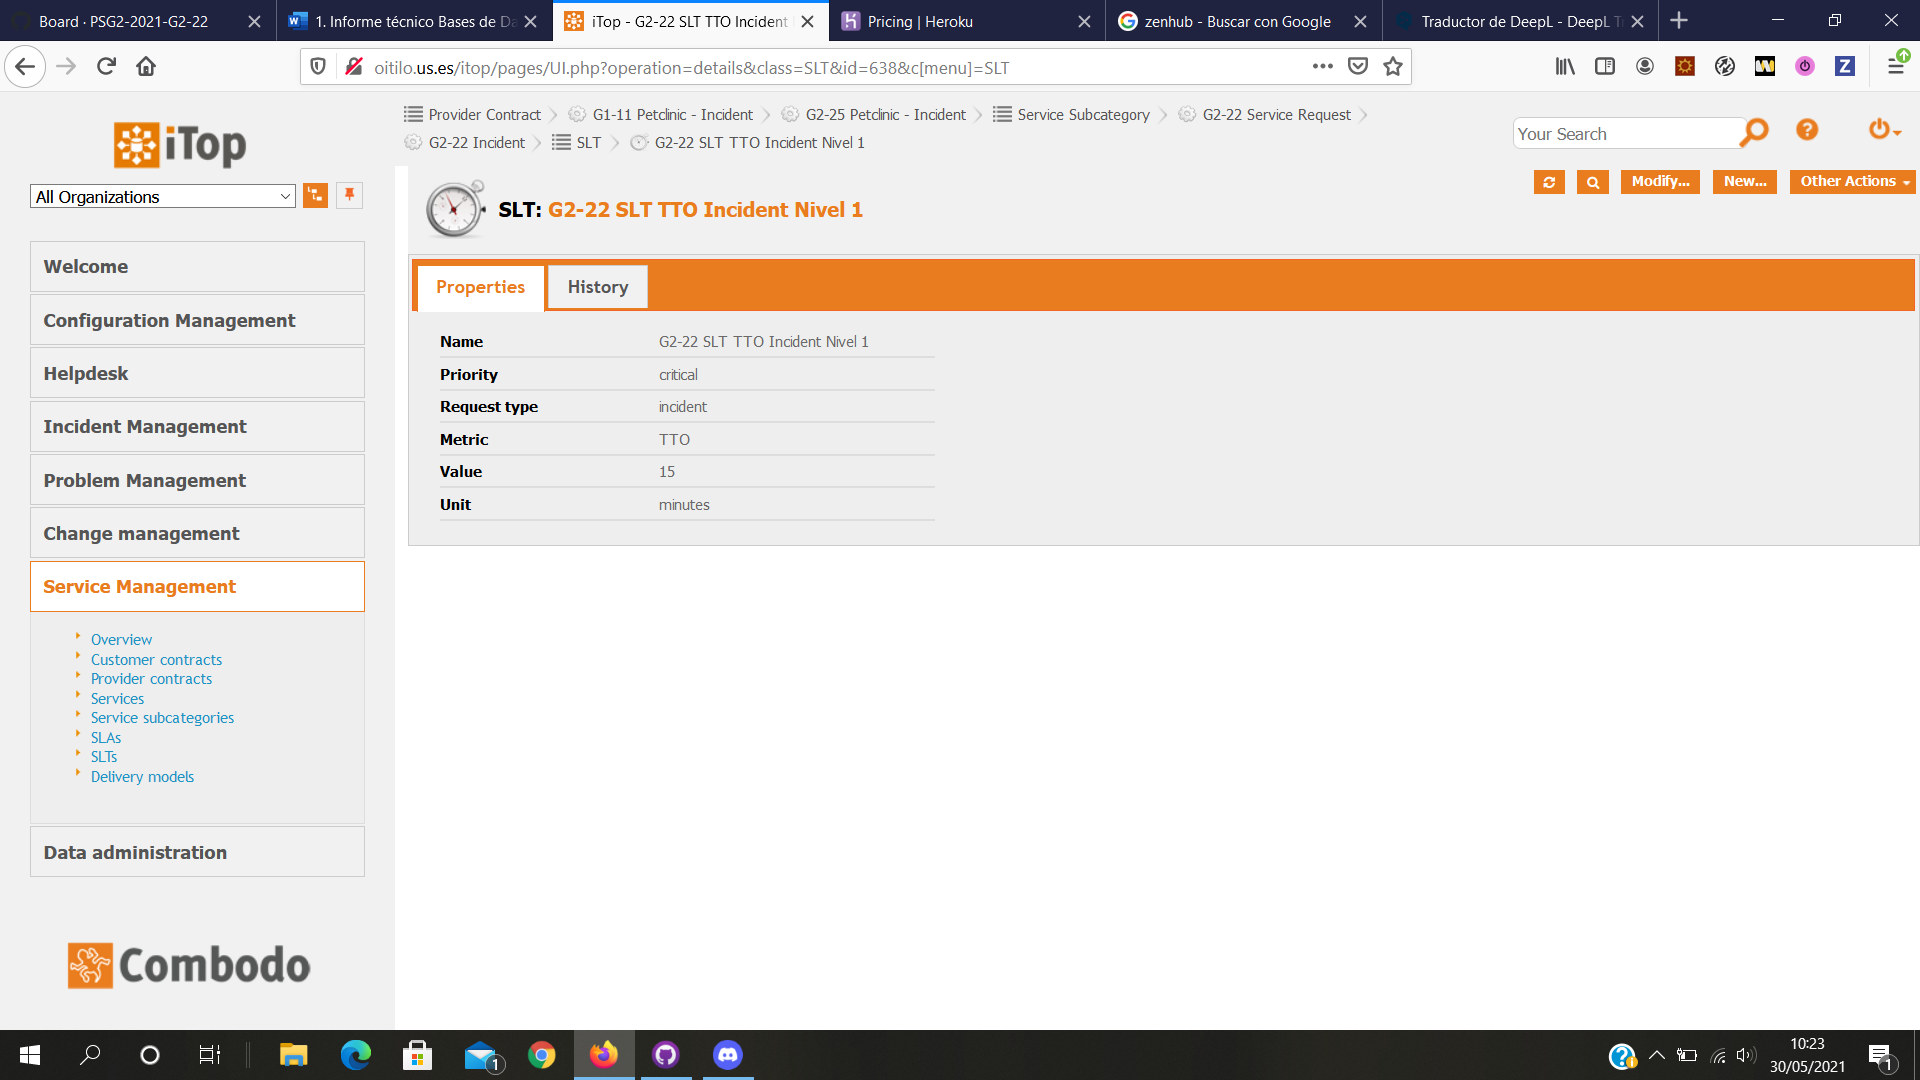 Board · PSG2-2021-G2-22
1. Informe técnico Bases de Da
iTop - G2-22 SLT TTO Incident
Pricing | Heroku
zenhub - Buscar con Google
Traductor de DeepL - DeepL T
oitilo.us.es/itop/pages/UI.php?operation=details&class=SLT&id=638&c[menu]=SLT
iTop
All Organizations
Provider Contract
G1-11 Petclinic - Incident
G2-25 Petclinic - Incident
Service Subcategory
G2-22 Service Request
G2-22 Incident
SLT
G2-22 SLT TTO Incident Nivel 1
Your Search
Modify...
New...
Other Actions
SLT: G2-22 SLT TTO Incident Nivel 1
Properties
History
Name G2-22 SLT TTO Incident Nivel 1
Priority critical
Request type incident
Metric TTO
Value 15
Unit minutes
Welcome
Configuration Management
Helpdesk
Incident Management
Problem Management
Change management
Service Management
Overview
Customer contracts
Provider contracts
Services
Service subcategories
SLAs
SLTs
Delivery models
Data administration
Combodo
1
10:23
30/05/2021
1